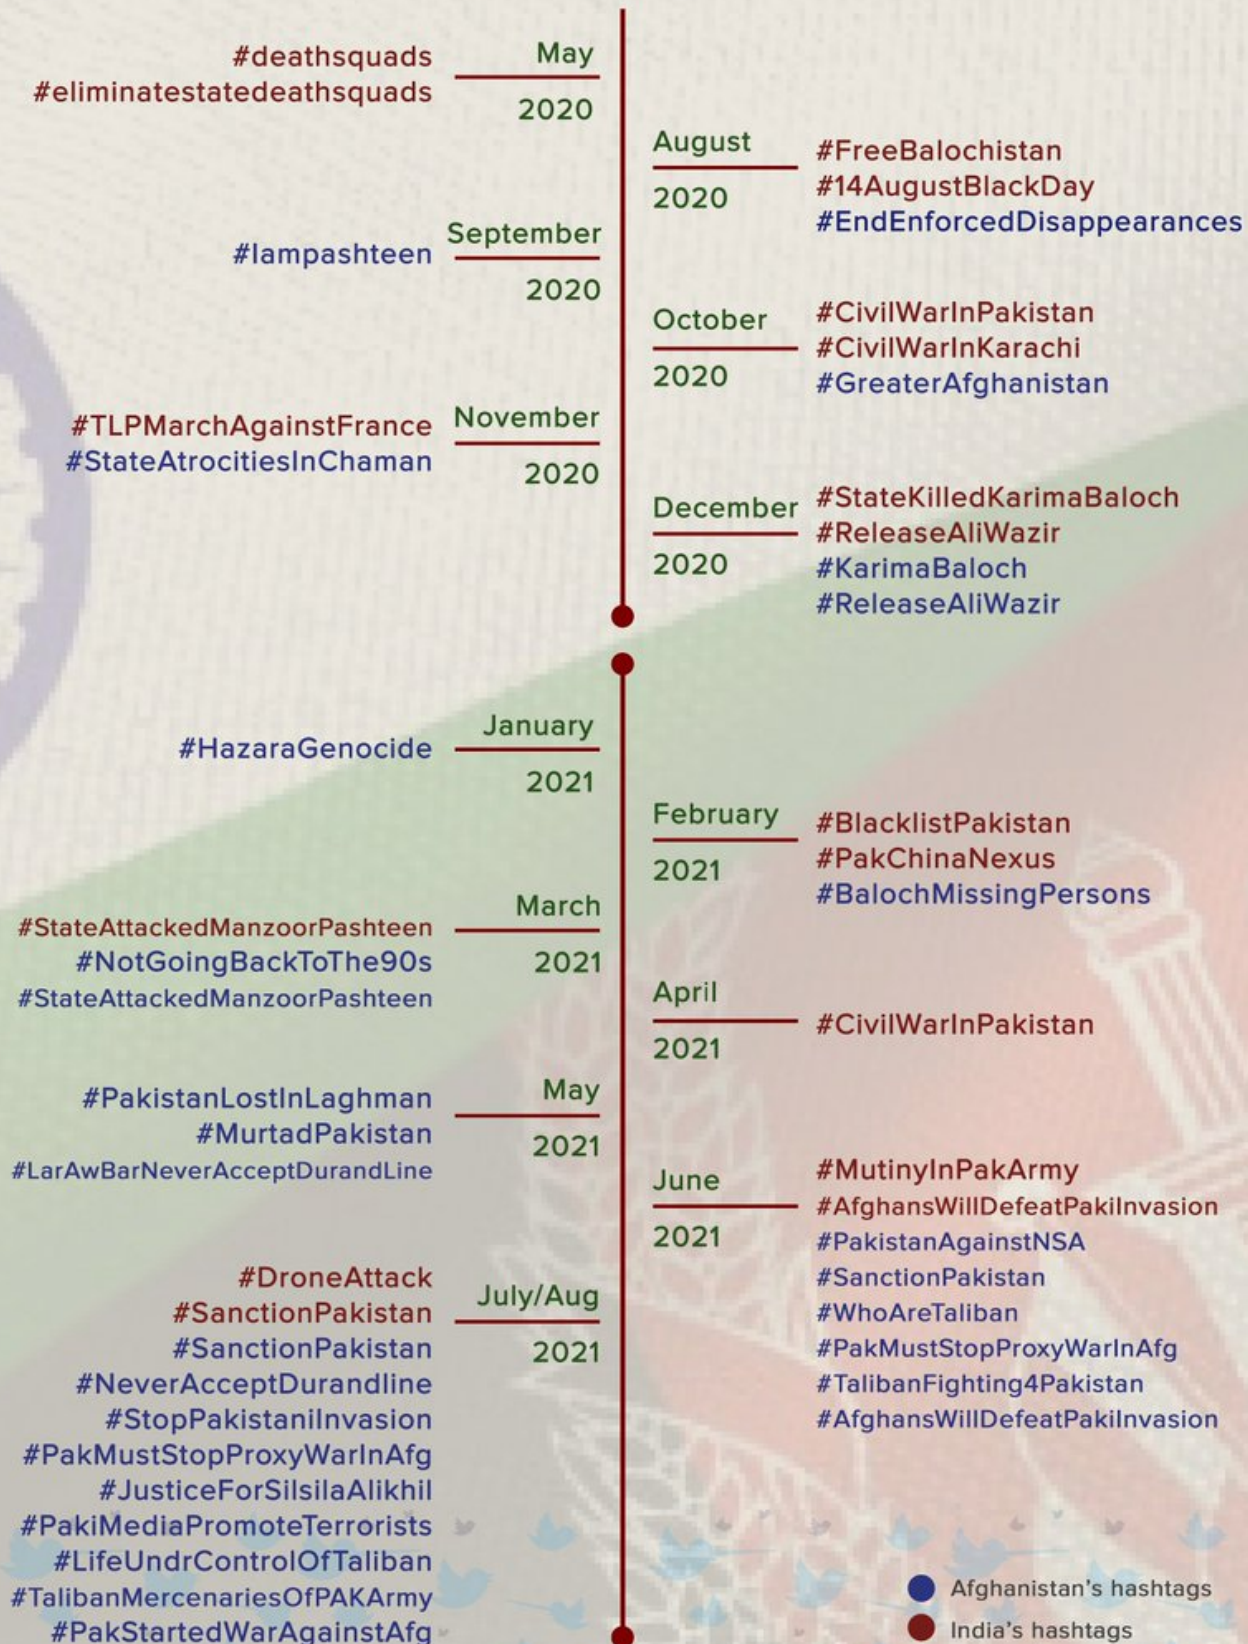 #deathsquads
#eliminatestatedeathsquads
May
2020
August
2020
#FreeBalochistan
#14AugustBlackDay
#EndEnforcedDisappearances
#Iampashteen
September
2020
October
2020
#CivilWarInPakistan
#CivilWarInKarachi
#GreaterAfghanistan
#TLPMarchAgainstFrance
#StateAtrocitiesInChaman
November
2020
December
2020
#StateKilledKarimaBaloch
#ReleaseAliWazir
#KarimaBaloch
#ReleaseAliWazir
#HazaraGenocide
January
2021
February
2021
#BlacklistPakistan
#PakChinaNexus
#BalochMissingPersons
#StateAttackedManzoorPashteen
#NotGoingBackToThe90s
#StateAttackedManzoorPashteen
March
2021
April
2021
#CivilWarInPakistan
#PakistanLostInLaghman
#MurtadPakistan
#LarAwBarNeverAcceptDurandLine
May
2021
June
2021
#MutinyInPakArmy
#AfghansWillDefeatPakiInvasion
#PakistanAgainstNSA
#SanctionPakistan
#WhoAreTaliban
#PakMustStopProxyWarInAfg
#TalibanFighting4Pakistan
#AfghansWillDefeatPakiInvasion
#DroneAttack
#SanctionPakistan
#SanctionPakistan
#NeverAcceptDurandline
#StopPakistaniInvasion
#PakMustStopProxyWarInAfg
#JusticeForSilsilaAlikhil
#PakiMediaPromoteTerrorists
#LifeUndrControlOfTaliban
#TalibanMercenariesOfPAKArmy
#PakStartedWarAgainstAfg
July/Aug
2021
Afghanistan's hashtags
India's hashtags